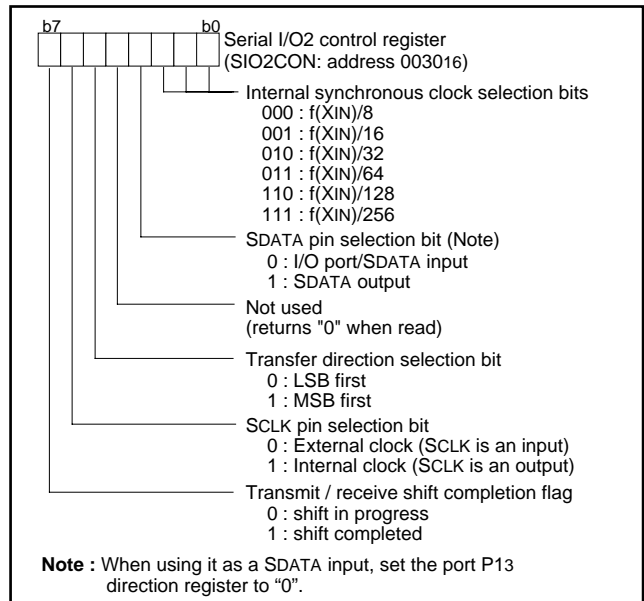 b7 b0
Serial I/O2 control register
(SIO2CON: address 003016)
Internal synchronous clock selection bits
000 : f(XIN)/8
001 : f(XIN)/16
010 : f(XIN)/32
011 : f(XIN)/64
110 : f(XIN)/128
111 : f(XIN)/256
SDATA pin selection bit (Note)
0 : I/O port/SDATA input
1 : SDATA output
Not used
(returns "0" when read)
Transfer direction selection bit
0 : LSB first
1 : MSB first
SCLK pin selection bit
0 : External clock (SCLK is an input)
1 : Internal clock (SCLK is an output)
Transmit / receive shift completion flag
0 : shift in progress
1 : shift completed
Note : When using it as a SDATA input, set the port P13
direction register to “0”.